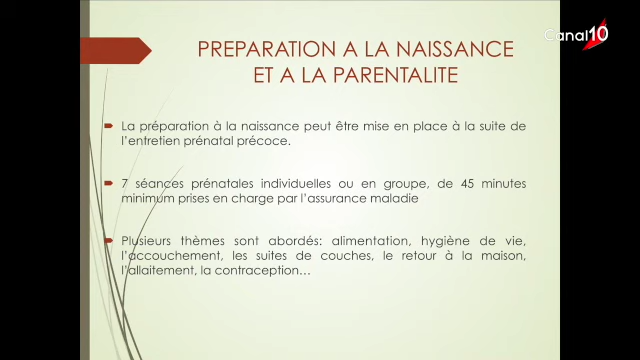 Canal10
PREPARATION A LA NAISSANCE
ET A LA PARENTALITE
La préparation à la naissance peut être mise en place à la suite de
l'entretien prénatal précoce.
7 séances prénatales individuelles ou en groupe, de 45 minutes
minimum prises en charge par l'assurance maladie
Plusieurs thèmes sont abordés: alimentation, hygiène de vie,
l'accouchement, les suites de couches, le retour à la maison,
l'allaitement, la contraception…